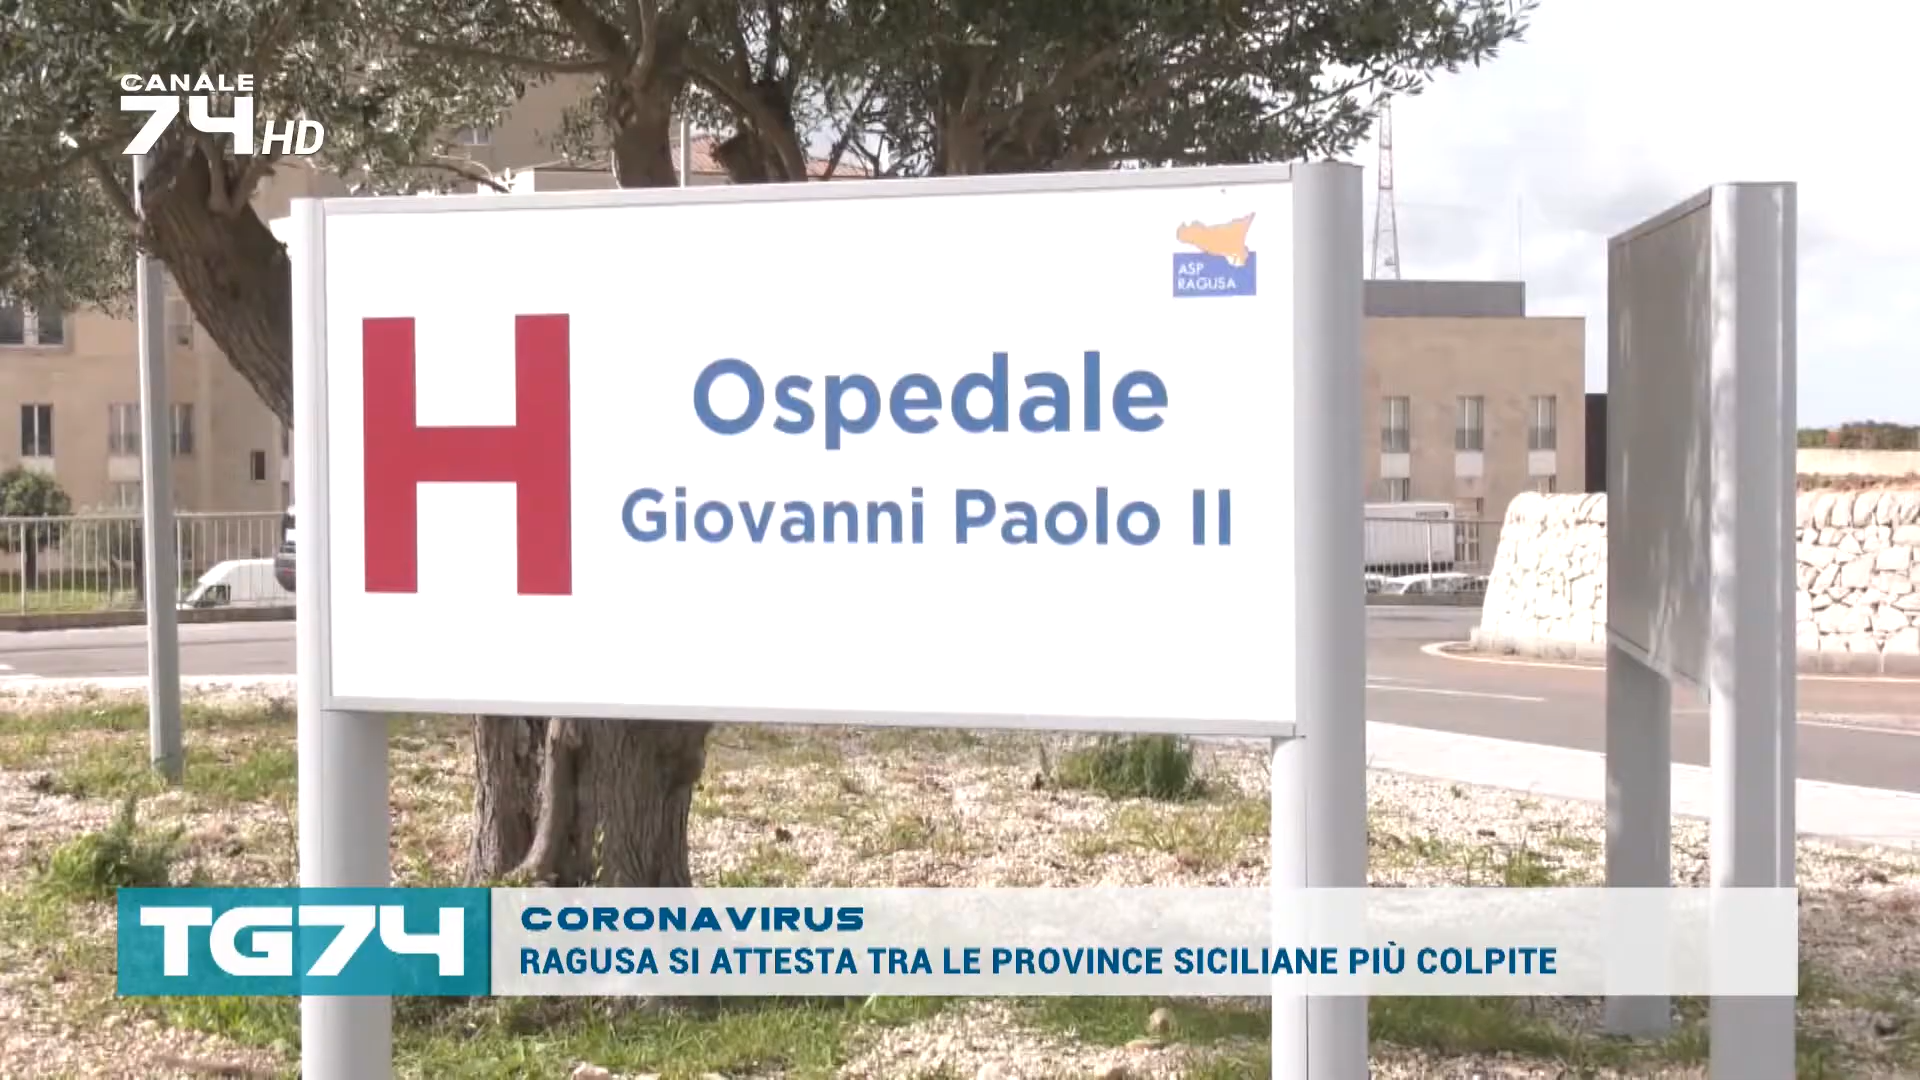 CANALE
74 HD
ASP
RAGUSA
H
Ospedale
Giovanni Paolo II
TG74
CORONAVIRUS
RAGUSA SI ATTESTA TRA LE PROVINCE SICILIANE PIÙ COLPITE